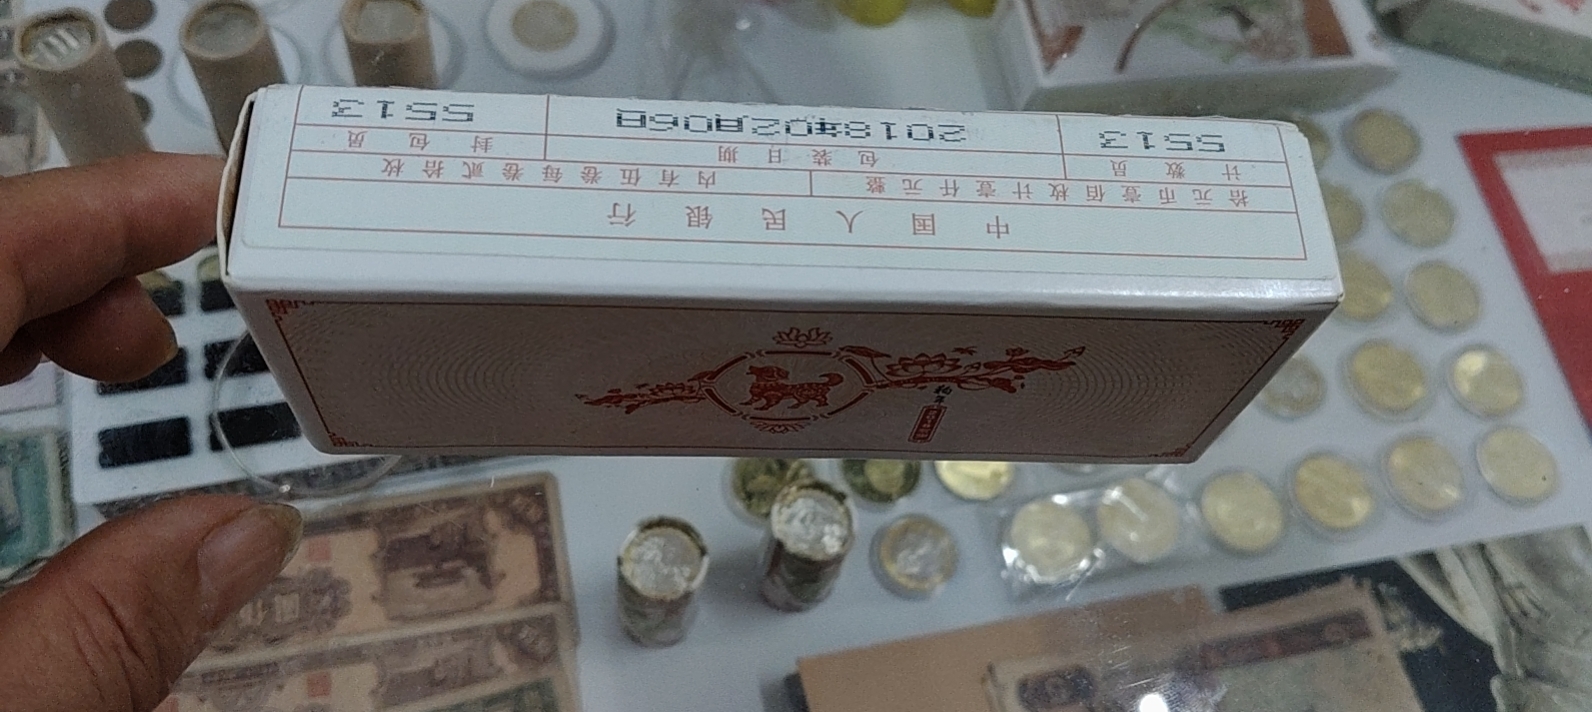 中国人民银行
拾元币壹佰枚计壹仟元整 内有伍卷每卷贰拾枚
计数员 包装日期 封包员
5513 2018年02月06日 5513
狗年